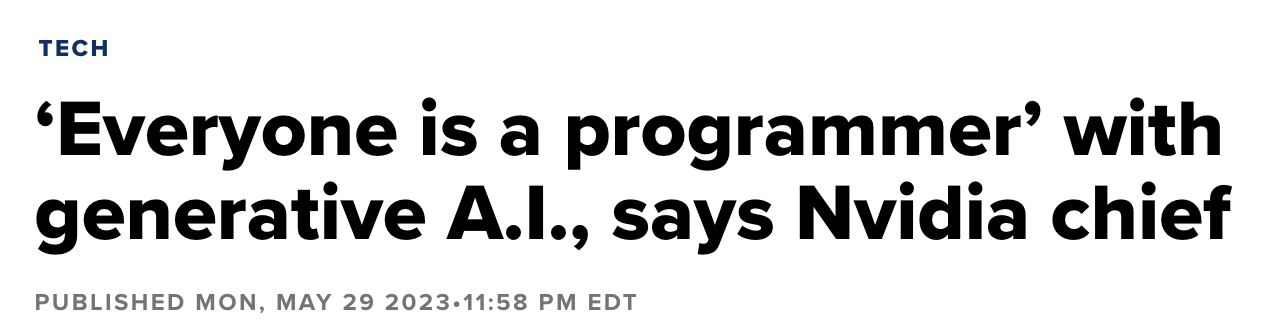 TECH
‘Everyone is a programmer’ with
generative A.I., says Nvidia chief
PUBLISHED MON, MAY 29 2023•11:58 PM EDT